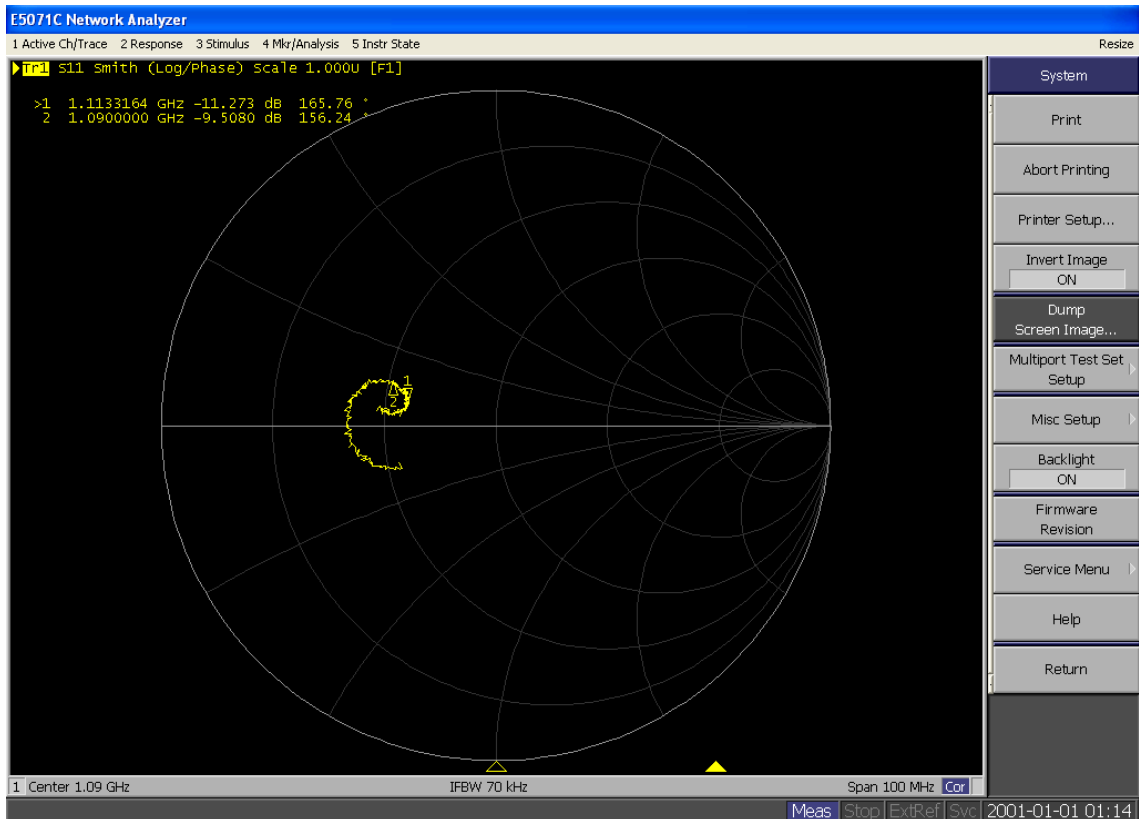 E5071C Network Analyzer
1 Active Ch/Trace 2 Response 3 Stimulus 4 Mkr/Analysis 5 Instr State
Resize
Tr1 S11 Smith (Log/Phase) Scale 1.000U [F1]
>1 1.1133164 GHz -11.273 dB 165.76 °
2 1.0900000 GHz -9.5080 dB 156.24 °
1
2
System
Print
Abort Printing
Printer Setup...
Invert Image
ON
Dump
Screen Image...
Multiport Test Set
Setup
Misc Setup
Backlight
ON
Firmware
Revision
Service Menu
Help
Return
1 Center 1.09 GHz
IFBW 70 kHz
Span 100 MHz Cor
Meas Stop ExtRef Svc 2001-01-01 01:14